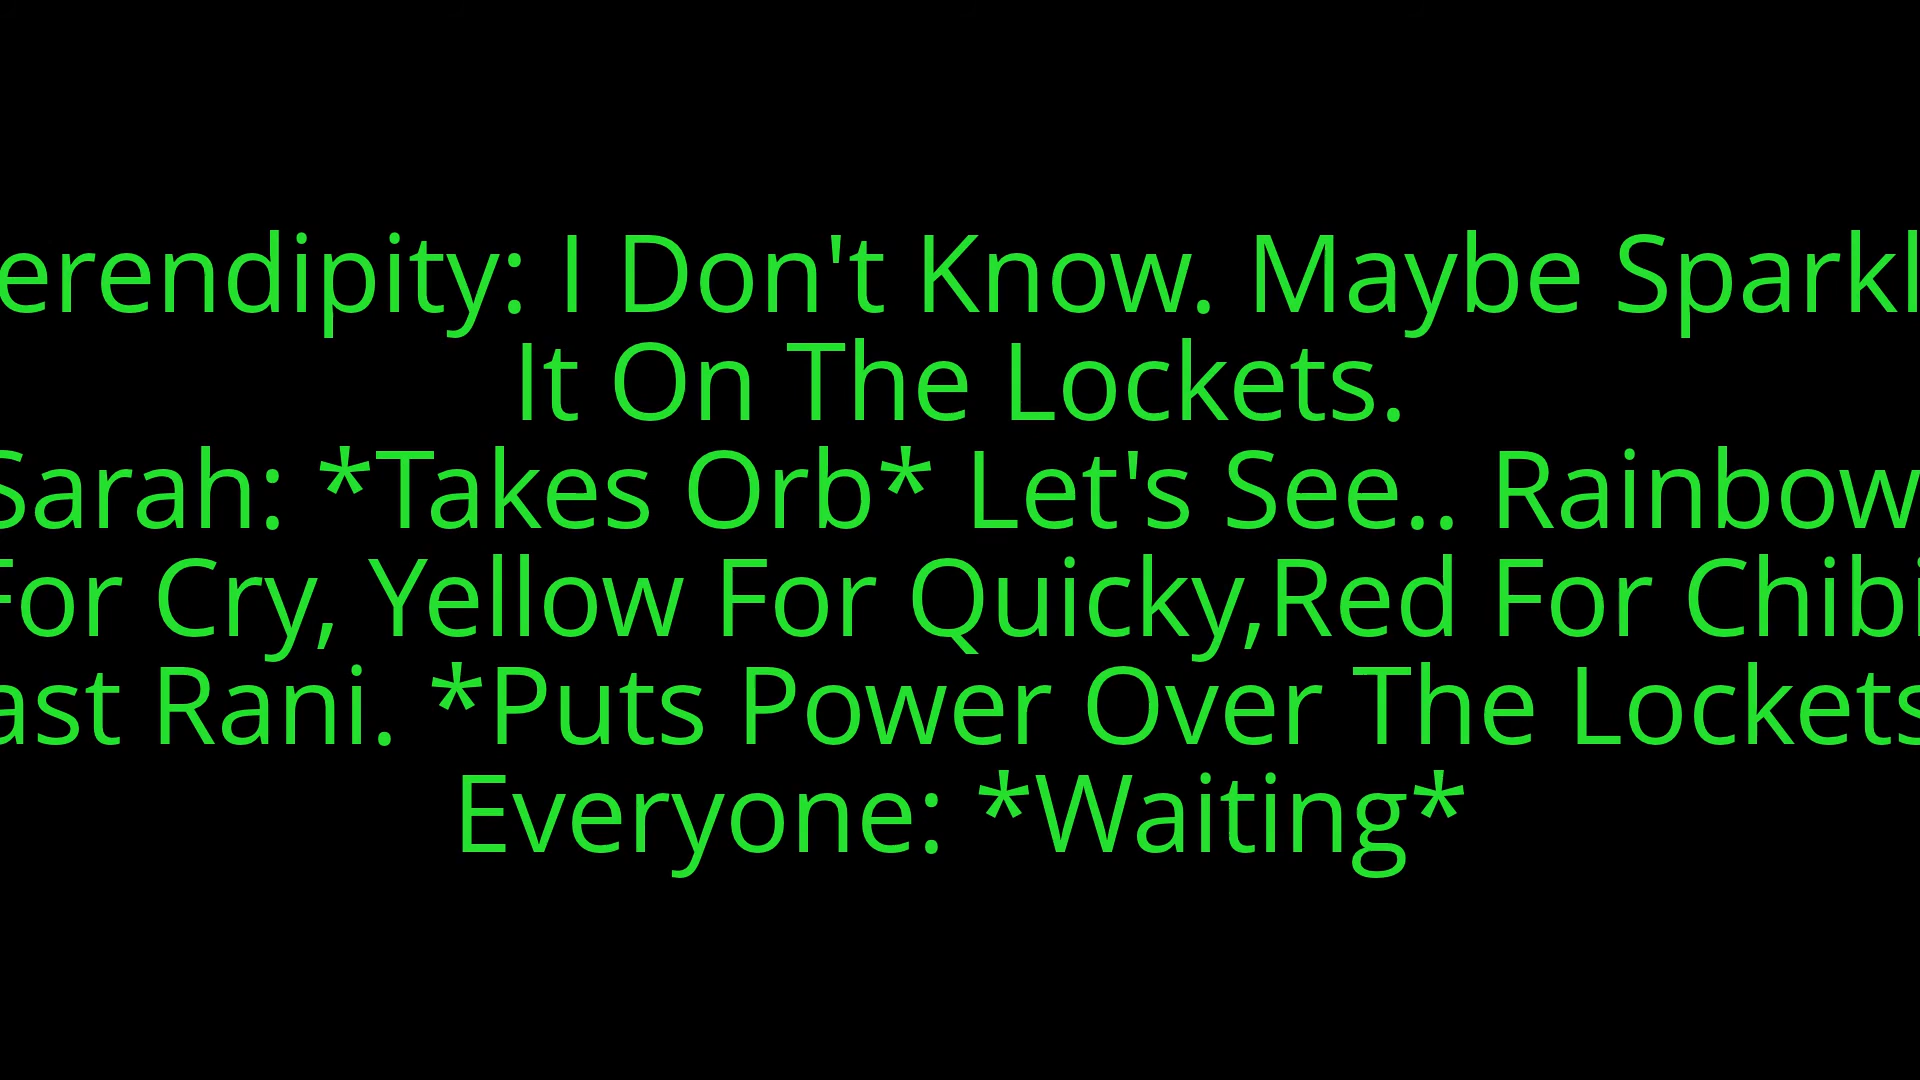 erendipity: I Don't Know. Maybe Sparkl
It On The Lockets.
Sarah: *Takes Orb* Let's See.. Rainbow
For Cry, Yellow For Quicky,Red For Chibi
ast Rani. *Puts Power Over The Lockets
Everyone: *Waiting*